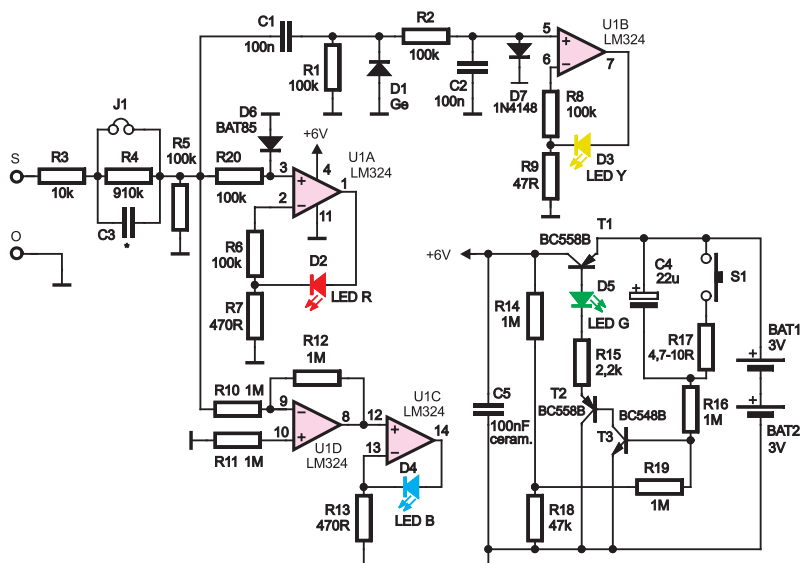 C1
100n
R1
100k
D1
Ge
R2
100k
C2
100n
D7
1N4148
5
6
7
U1B
LM324
R8
100k
D3
LED Y
R9
47R
J1
S
R3
10k
R4
910k
C3
*
R5
100k
O
D6
BAT85
R20
100k
+6V
3
2
4
11
1
U1A
LM324
R6
100k
D2
LED R
R7
470R
R12
1M
R10 1M
R11 1M
9
10
8
U1D
LM324
12
13
14
U1C
LM324
D4
LED B
R13
470R
+6V
T1
BC558B
D5
LED G
R14
1M
R15
2,2k
C4
22u
+
S1
R17
4,7-10R
BAT1
3V
+
BAT2
3V
+
R16
1M
T2
BC558B
BC548B
T3
C5
100nF
ceram.
R19
1M
R18
47k